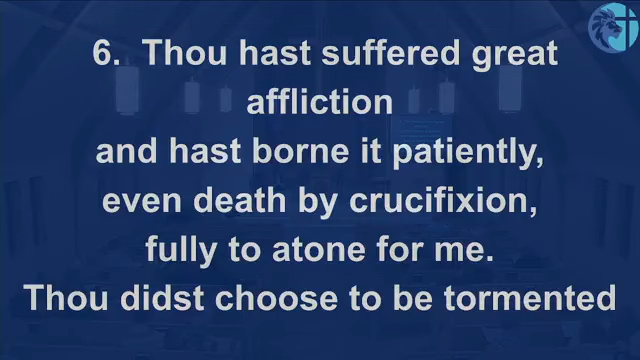 6. Thou hast suffered great
affliction
and hast borne it patiently,
even death by crucifixion,
fully to atone for me.
Thou didst choose to be tormented